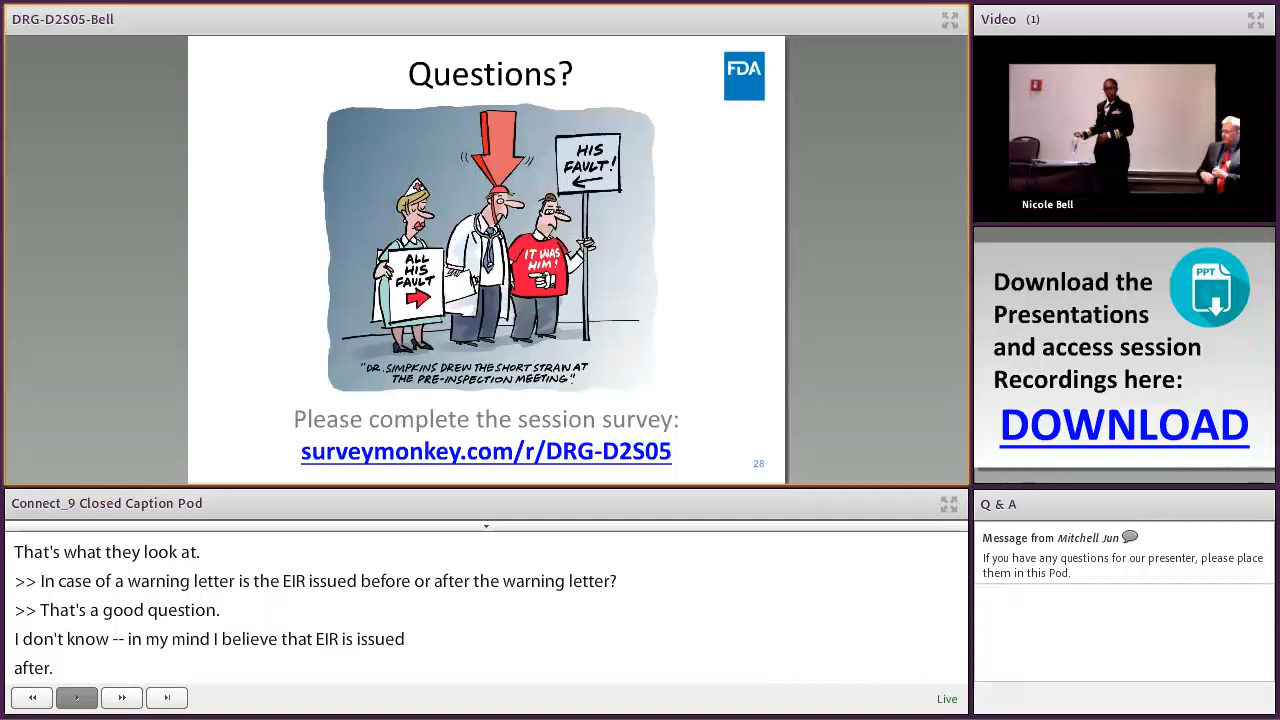 DRG-D2S05-Bell
Questions?
FDA
HIS
FAULT!
ALL
HIS
FAULT
IT WAS
HIM!
"DR. SIMPKINS DREW THE SHORT STRAW AT
THE PRE-INSPECTION MEETING".
Please complete the session survey:
surveymonkey.com/r/DRG-D2S05
28
Video (1)
Nicole Bell
Download the
Presentations
and access session
Recordings here:
PPT
DOWNLOAD
Connect_9 Closed Caption Pod
That's what they look at.
>> In case of a warning letter is the EIR issued before or after the warning letter?
>> That's a good question.
I don't know -- in my mind I believe that EIR is issued
after.
Live
Q & A
Message from Mitchell Jun
If you have any questions for our presenter, please place
them in this Pod.